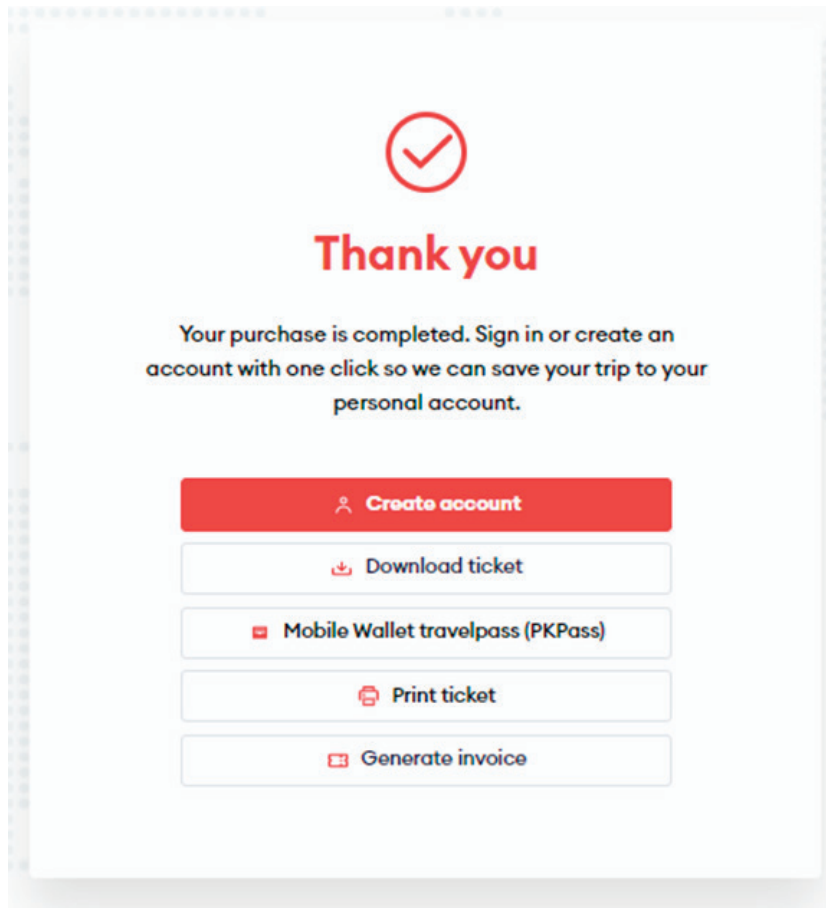 Thank you
Your purchase is completed. Sign in or create an
account with one click so we can save your trip to your
personal account.
Create account
Download ticket
Mobile Wallet travelpass (PKPass)
Print ticket
Generate invoice